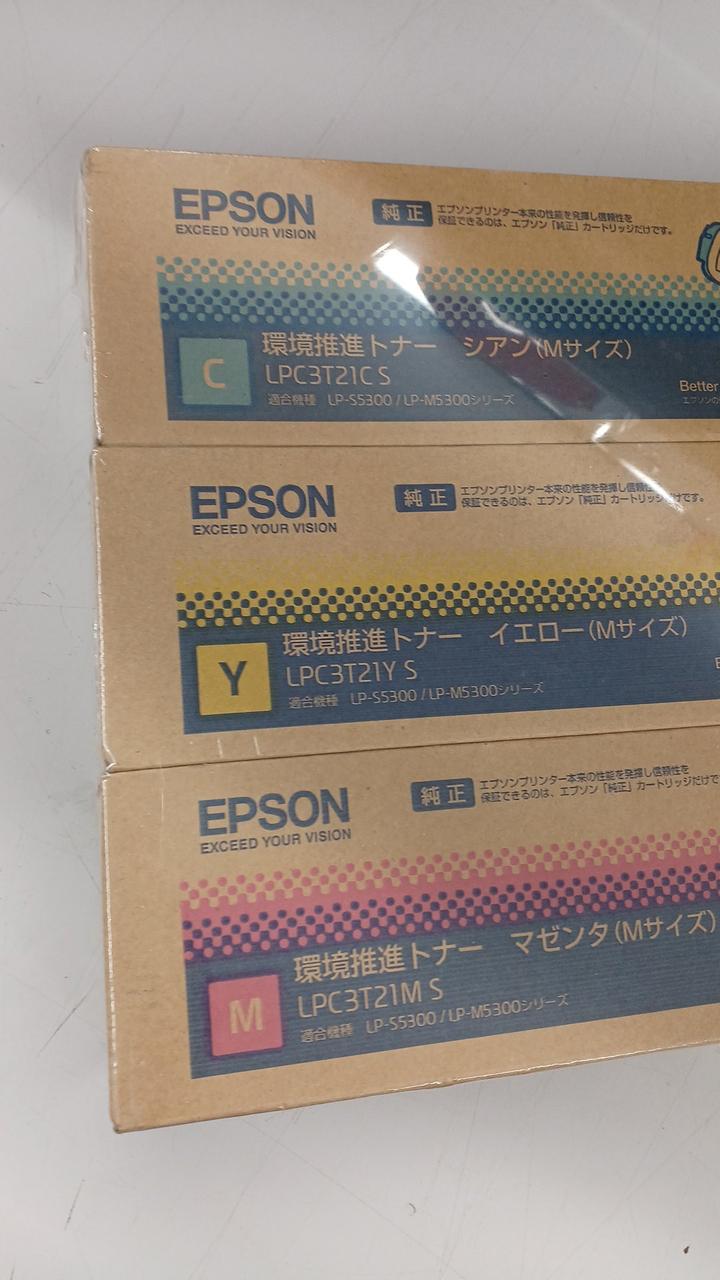 EPSON
EXCEED YOUR VISION
純正
エプソンプリンター本来の性能を発揮し信頼性を
保証できるのは、エプソン「純正」カートリッジだけです。
C
環境推進トナー シアン(Mサイズ)
LPC3T21C S
適合機種 LP-S5300 / LP-M5300シリーズ
Better
エプソンの
EPSON
EXCEED YOUR VISION
純正
エプソンプリンター本来の性能を発揮し信頼性
保証できるのは、エプソン「純正」カートリッジだけです。
Y
環境推進トナー イエロー(Mサイズ)
LPC3T21Y S
適合機種 LP-S5300 / LP-M5300シリーズ
EPSON
EXCEED YOUR VISION
純正
エプソンプリンター本来の性能を発揮し信頼性を
保証できるのは、エプソン「純正」カートリッジだけで
M
環境推進トナー マゼンタ(Mサイズ)
LPC3T21M S
適合機種 LP-S5300 / LP-M5300シリーズ